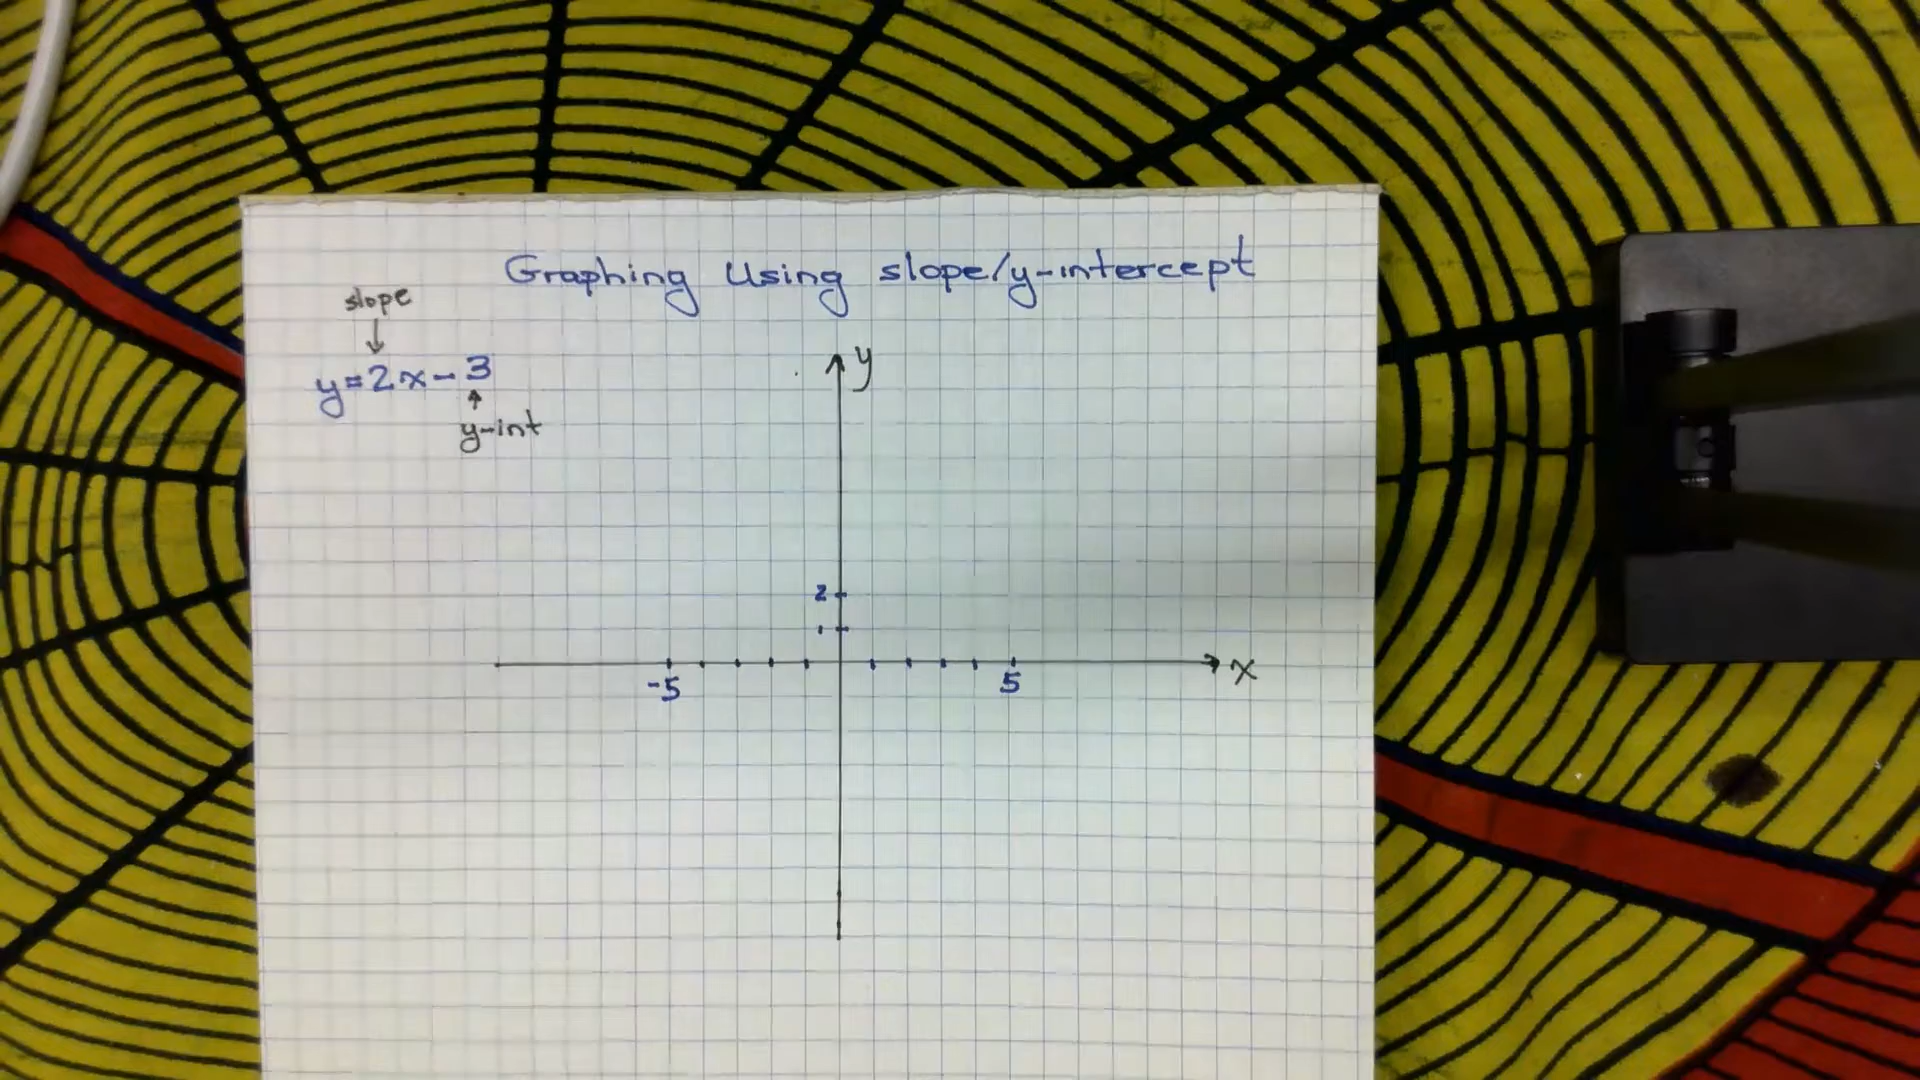 Graphing Using slope/y-intercept
slope
↓
y=2x-3
↑
y-int
y
2
1
-5
5
x